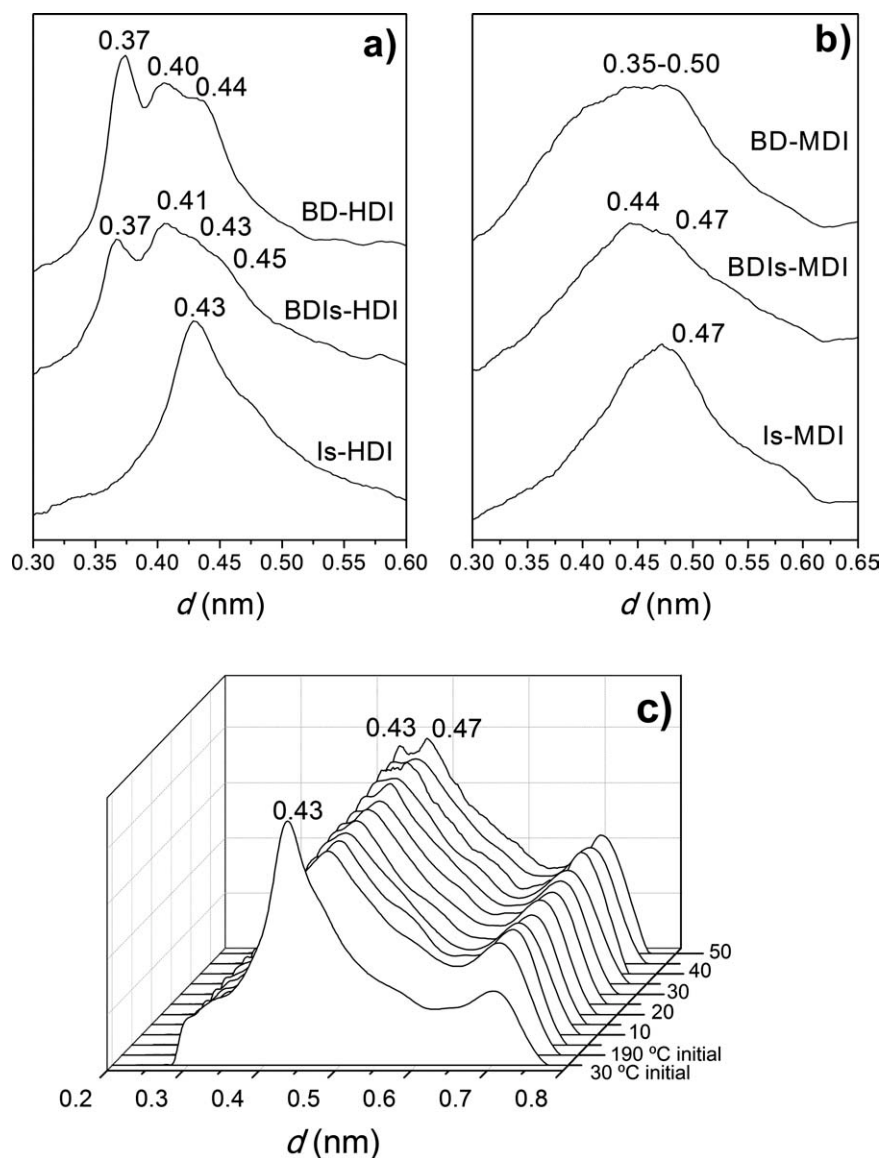 a)
0.37
0.40
0.44
BD-HDI
0.41
0.37
0.43
0.45
BDIs-HDI
0.43
Is-HDI
0.30 0.35 0.40 0.45 0.50 0.55 0.60
d (nm)
b)
0.35-0.50
BD-MDI
0.44
0.47
BDIs-MDI
0.47
Is-MDI
0.30 0.35 0.40 0.45 0.50 0.55 0.60 0.65
d (nm)
c)
0.43 0.47
0.43
50
40
30
20
10
190 ºC initial
30 ºC initial
0.2 0.3 0.4 0.5 0.6 0.7 0.8
d (nm)